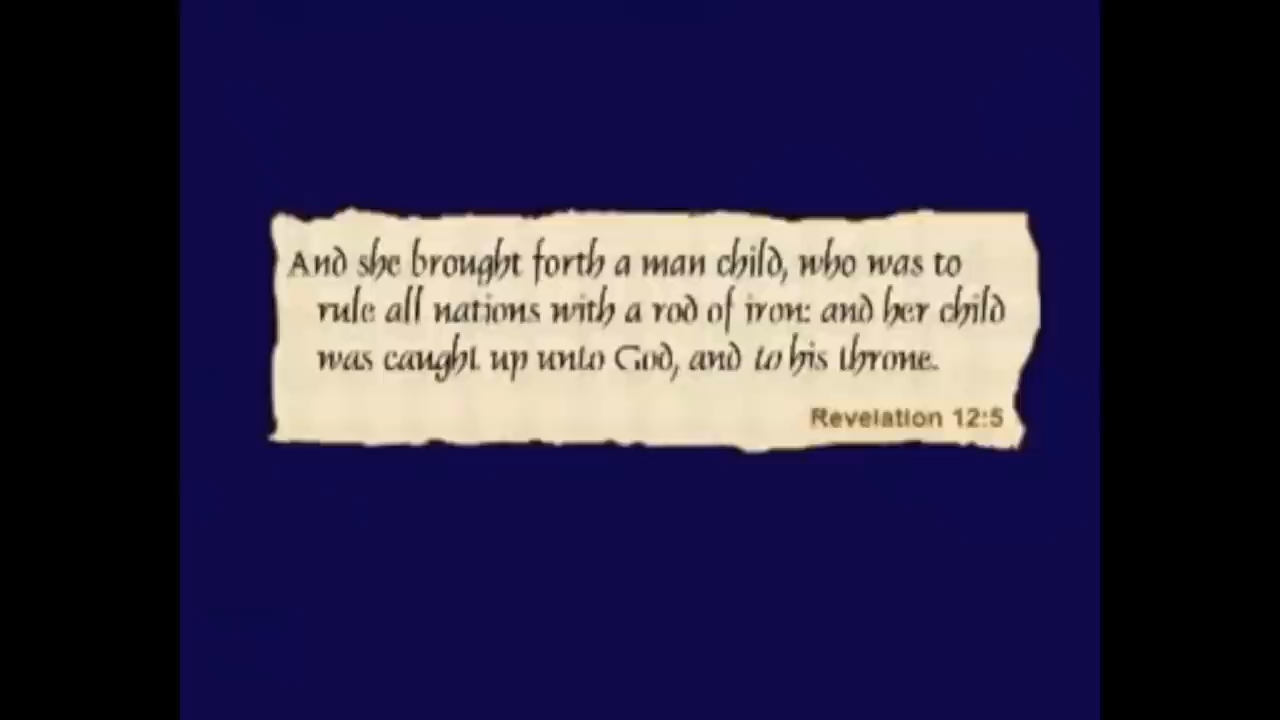 And she brought forth a man child, who was to
rule all nations with a rod of iron: and her child
was caught up unto God, and to his throne.
Revelation 12:5